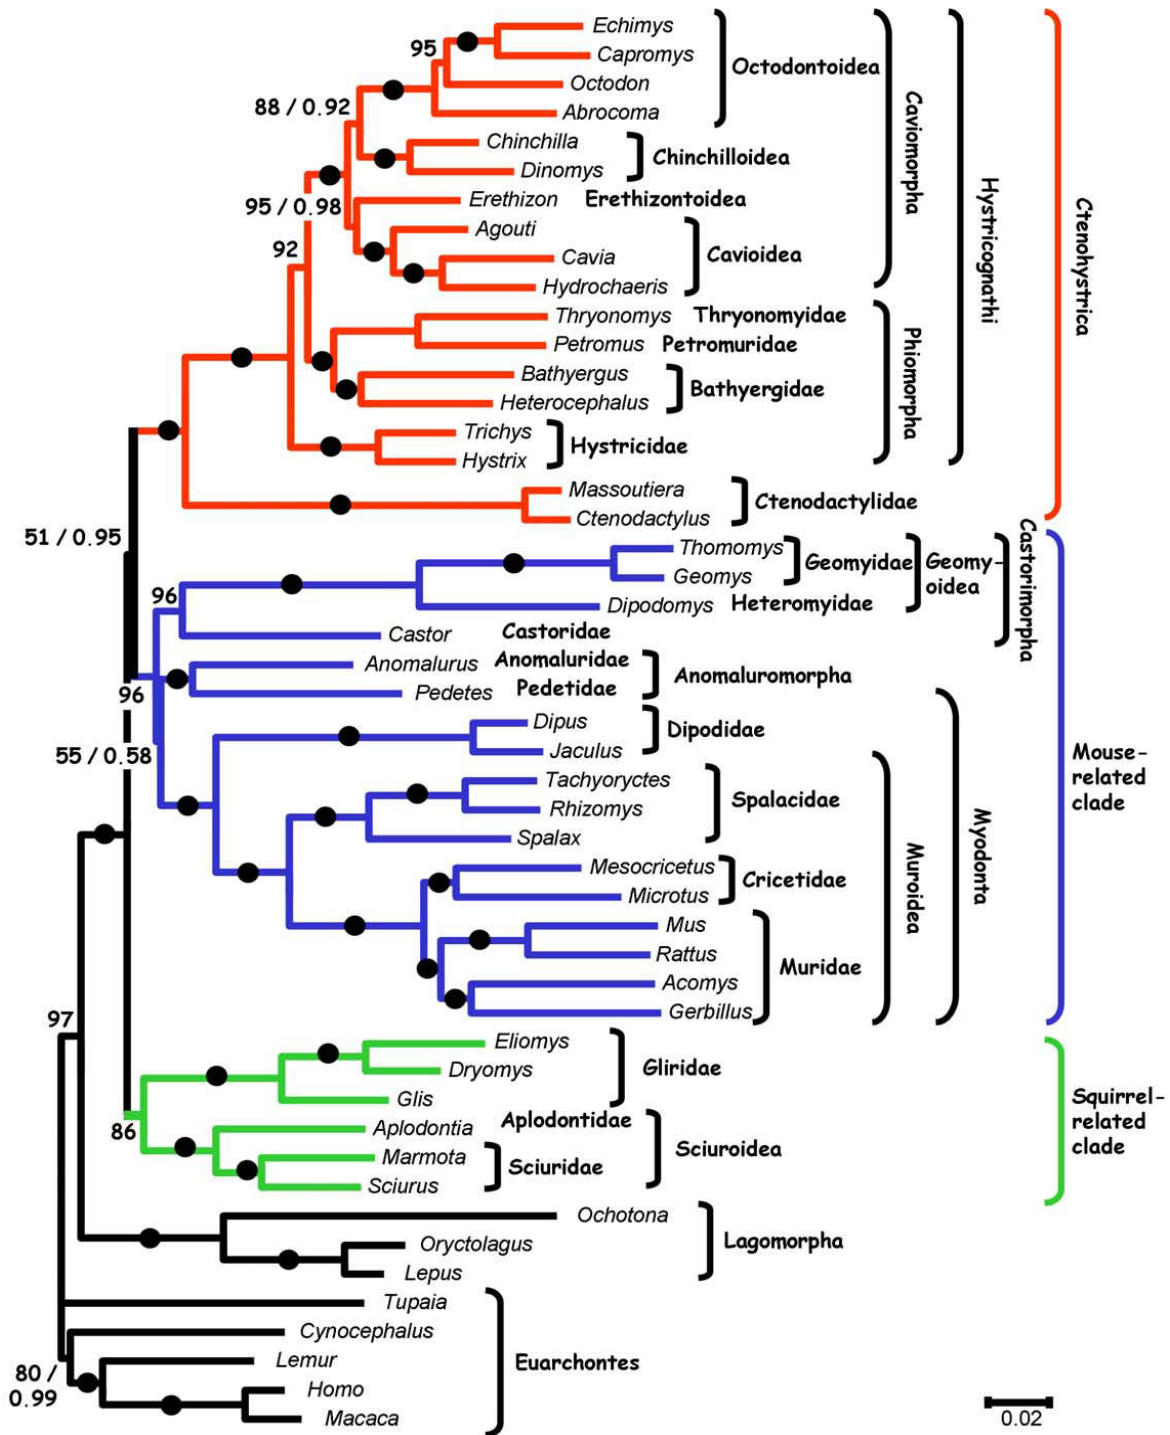 Echimys
Capromys
Octodon
Abrocoma
Octodontoidea
95
88 / 0.92
Chinchilla
Dinomys
Chinchilloidea
Erethizon Erethizontoidea
95 / 0.98
Agouti
Cavia
Hydrochaeris
Cavioidea
92
Caviomorpha
Thryonomys Thryonomyidae
Petromus Petromuridae
Bathyergus
Heterocephalus
Bathyergidae
Trichys
Hystrix
Hystricidae
Phiomorpha
Hystricognathi
Massoutiera
Ctenodactylus
Ctenodactylidae
Ctenohystrica
51 / 0.95
Thomomys
Geomys
Geomyidae
Geomy-
oidea
Dipodomys Heteromyidae
96
Castor Castoridae
Castorimorpha
Anomalurus Anomaluridae
Pedetes Pedetidae
Anomaluromorpha
96
55 / 0.58
Dipus
Jaculus
Dipodidae
Tachyoryctes
Rhizomys
Spalax
Spalacidae
Mesocricetus
Microtus
Cricetidae
Mus
Rattus
Acomys
Gerbillus
Muridae
Muroidea
Myodonta
Mouse-
related
clade
97
Eliomys
Dryomys
Glis
Gliridae
86
Aplodontia Aplodontidae
Marmota
Sciurus
Sciuridae
Sciuroidea
Squirrel-
related
clade
Ochotona
Oryctolagus
Lepus
Lagomorpha
Tupaia
Cynocephalus
Lemur
Homo
Macaca
Euarchontes
80 /
0.99
0.02